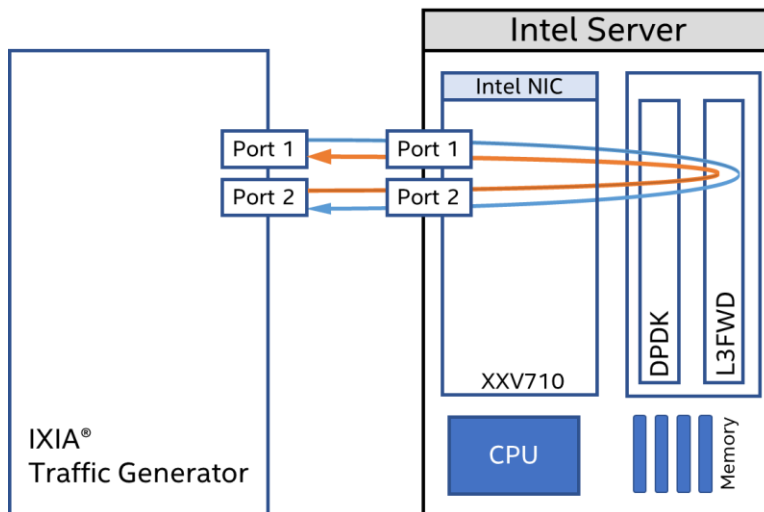 Intel Server
Intel NIC
Port 1
Port 1
Port 2
Port 2
DPDK
L3FWD
XXV710
IXIA®
Traffic Generator
CPU
Memory